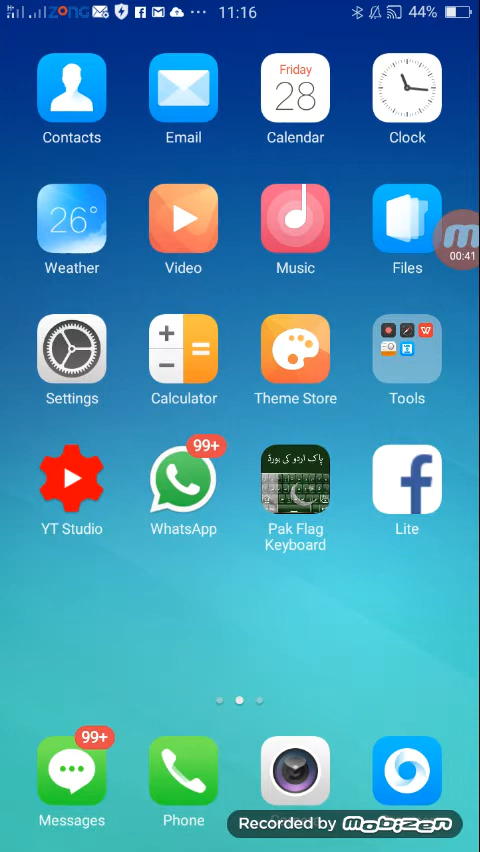 zong 11:16 44%
Friday
28
Contacts Email Calendar Clock
26°
00:41
Weather Video Music Files
Settings Calculator Theme Store Tools
99+
پاک اردو کی بورڈ
YT Studio WhatsApp Pak Flag Keyboard Lite
99+
Messages Phone
Recorded by mobizen